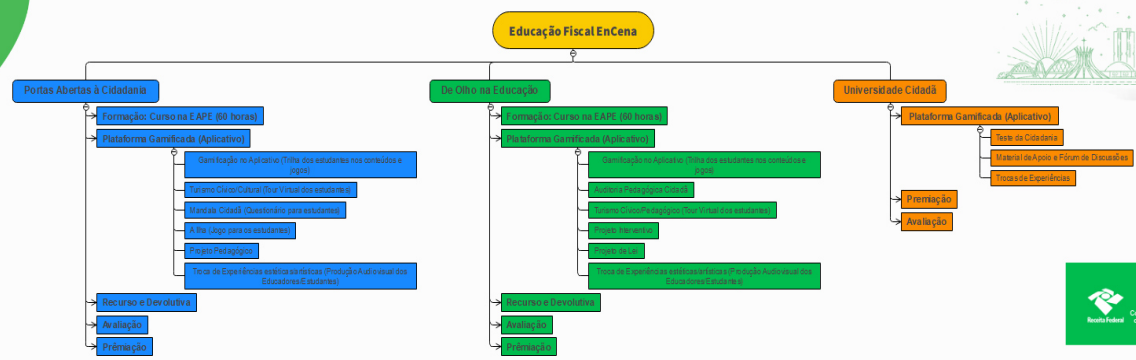 Educação Fiscal EnCena
Portas Abertas à Cidadania
Formação: Curso na EAPE (60 horas)
Plataforma Gamificada (Aplicativo)
Gamificação no Aplicativo (Trilha dos estudantes nos conteúdos e
jogos)
Turismo Cívico/Cultural (Tour Virtual dos estudantes)
Mandato Cidadã (Questionário para estudantes)
A Ilha (Jogo para os estudantes)
Projeto Pedagógico
Troca de Experiências estéticas/artísticas (Produção Audiovisual dos
Educadores/Estudantes)
Recurso e Devolutiva
Avaliação
Prêmiação
De Olho na Educação
Formação: Curso na EAPE (60 horas)
Plataforma Gamificada (Aplicativo)
Gamificação no Aplicativo (Trilha dos estudantes nos conteúdos e
jogos)
Auditoria Pedagógica Cidadã
Turismo Cívico/Pedagógico (Tour Virtual dos estudantes)
Projeto Interventivo
Projeto de Lei
Troca de Experiências estéticas/artísticas (Produção Audiovisual dos
Educadores/Estudantes)
Recurso e Devolutiva
Avaliação
Prêmiação
Universidade Cidadã
Plataforma Gamificada (Aplicativo)
Teste da Cidadania
Material de Apoio e Fórum de Discussões
Trocas de Experiências
Premiação
Avaliação
Receita Federal